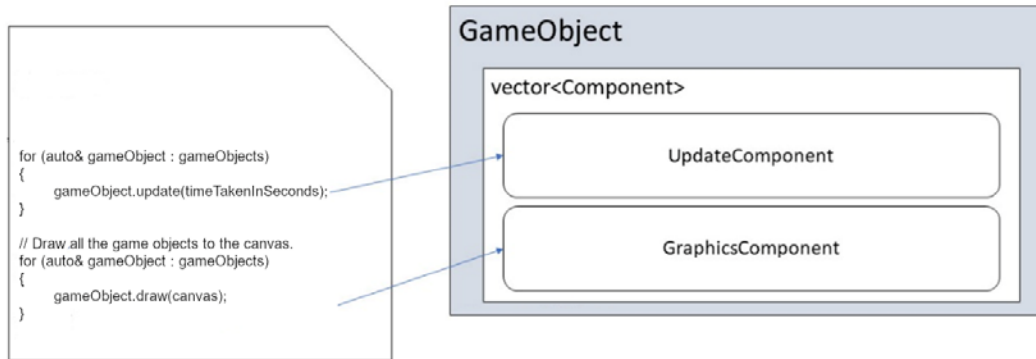 for (auto& gameObject : gameObjects)
{
gameObject.update(timeTakenInSeconds);
}
// Draw all the game objects to the canvas.
for (auto& gameObject : gameObjects)
{
gameObject.draw(canvas);
}
GameObject
vector<Component>
UpdateComponent
GraphicsComponent